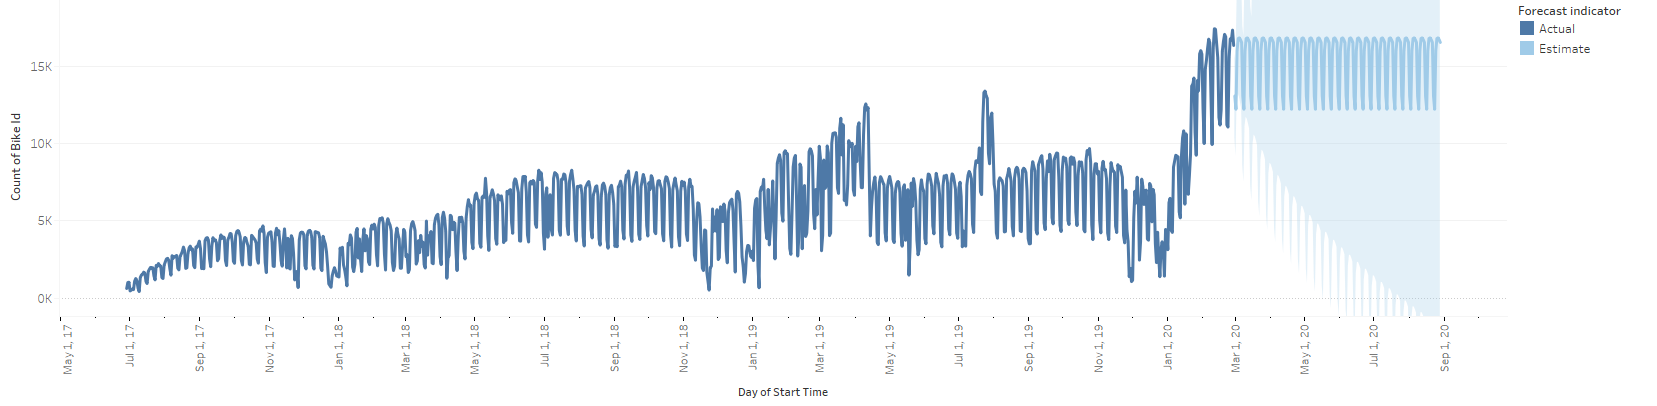 Forecast indicator
Actual
Estimate
Count of Bike Id
15K
10K
5K
0K
May 1, 17
Jul 1, 17
Sep 1, 17
Nov 1, 17
Jan 1, 18
Mar 1, 18
May 1, 18
Jul 1, 18
Sep 1, 18
Nov 1, 18
Jan 1, 19
Mar 1, 19
May 1, 19
Jul 1, 19
Sep 1, 19
Nov 1, 19
Jan 1, 20
Mar 1, 20
May 1, 20
Jul 1, 20
Sep 1, 20
Day of Start Time